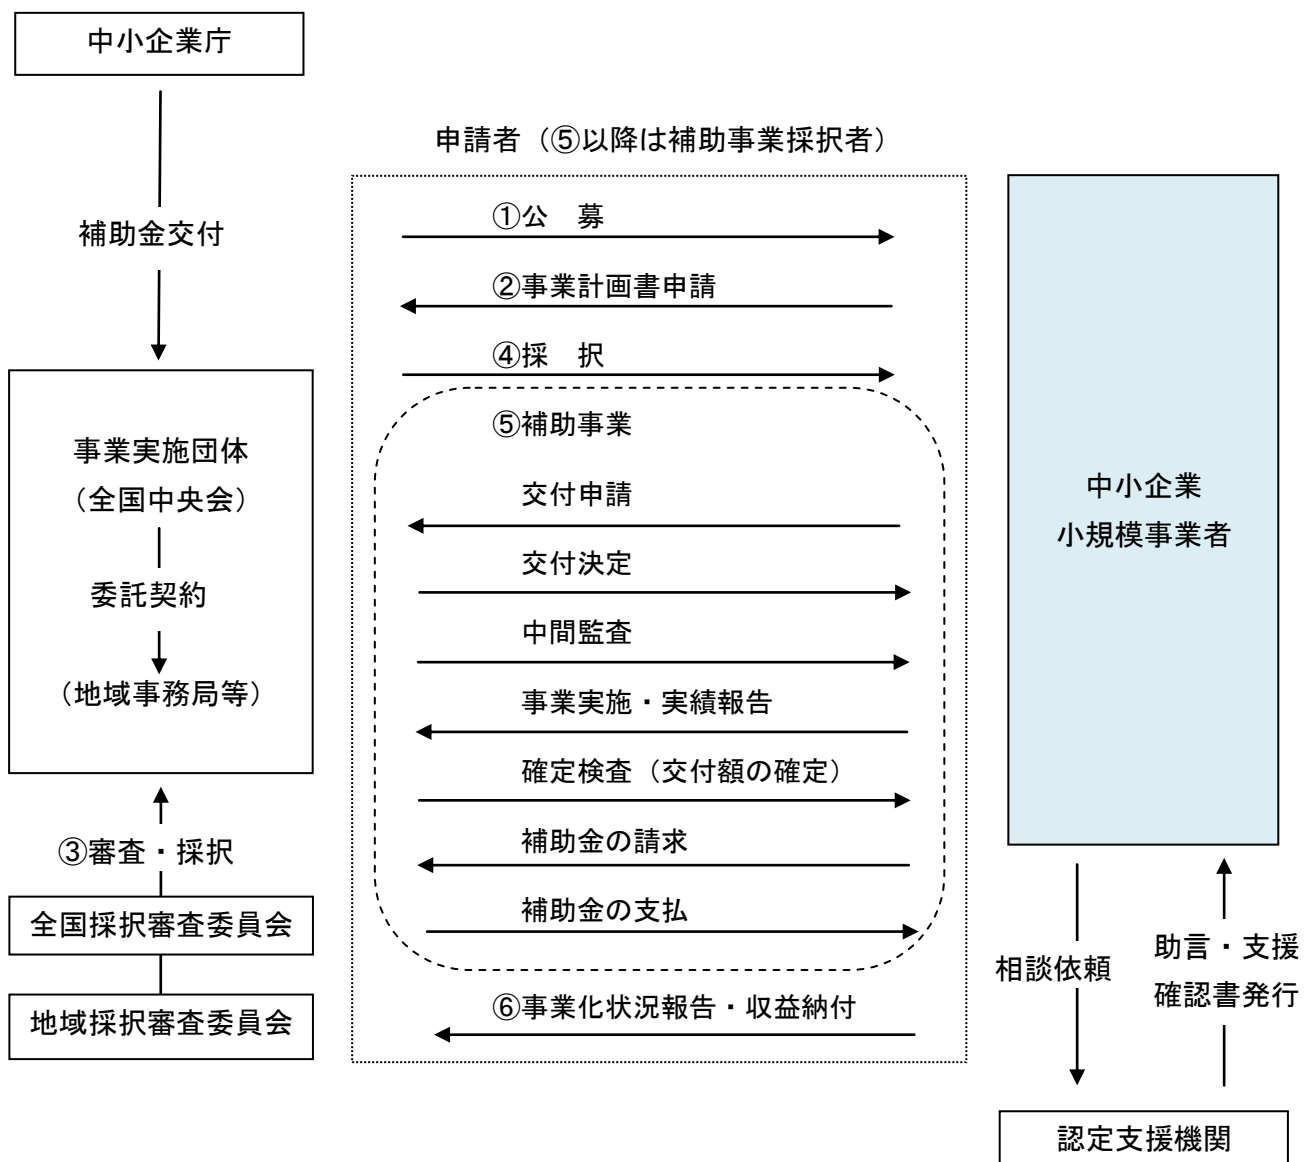 中小企業庁
補助金交付
事業実施団体
（全国中央会）
委託契約
（地域事務局等）
③審査・採択
全国採択審査委員会
地域採択審査委員会
申請者（⑤以降は補助事業採択者）
①公　募
②事業計画書申請
④採　択
⑤補助事業
交付申請
交付決定
中間監査
事業実施・実績報告
確定検査（交付額の確定）
補助金の請求
補助金の支払
⑥事業化状況報告・収益納付
中小企業
小規模事業者
相談依頼
助言・支援
確認書発行
認定支援機関